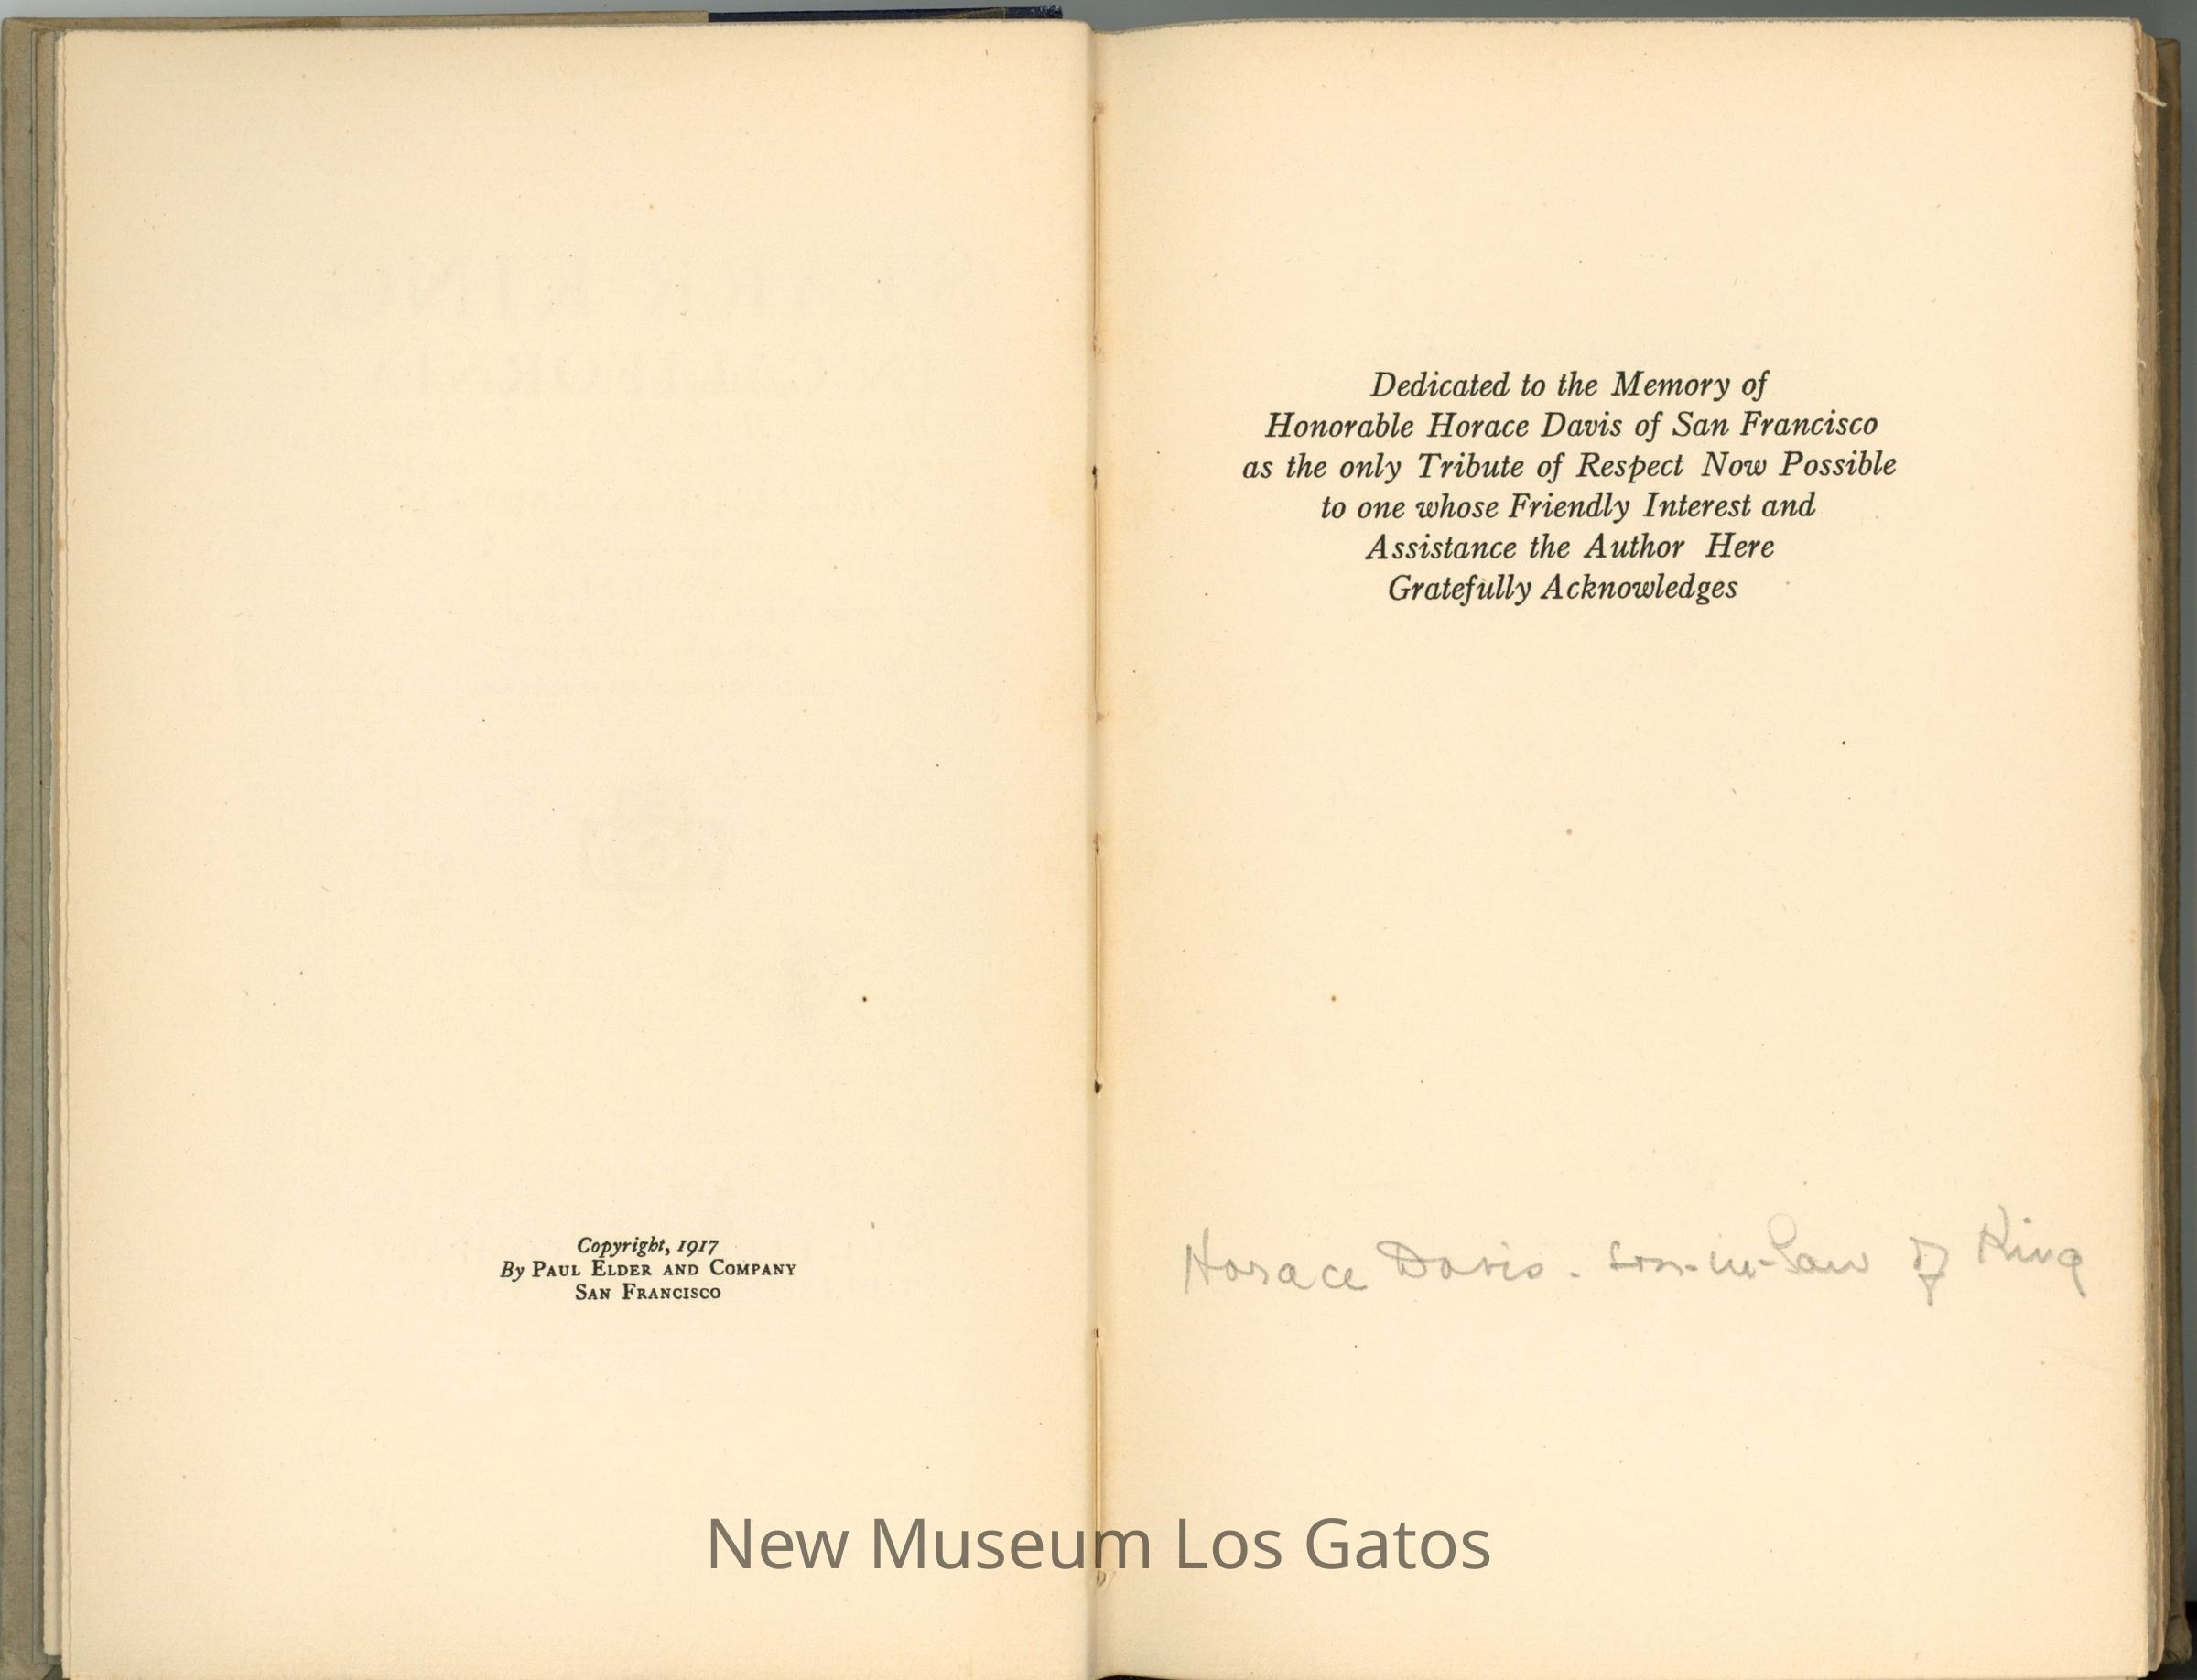 Copyright, 1917
By PAUL ELDER AND COMPANY
SAN FRANCISCO
Dedicated to the Memory of
Honorable Horace Davis of San Francisco
as the only Tribute of Respect Now Possible
to one whose Friendly Interest and
Assistance the Author Here
Gratefully Acknowledges
Horace Davis. son-in-law of King
New Museum Los Gatos